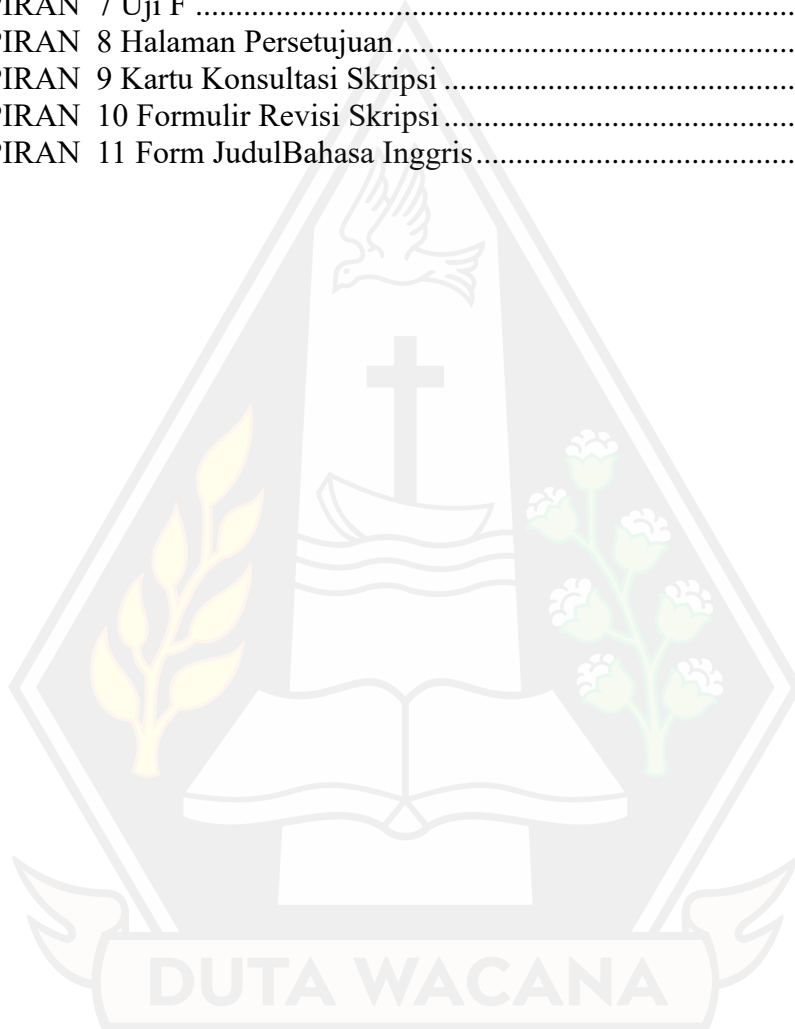 PIRAN 7 Uji F ..............................................................................
PIRAN 8 Halaman Persetujuan.................................................
PIRAN 9 Kartu Konsultasi Skripsi ...........................................
PIRAN 10 Formulir Revisi Skripsi ...........................................
PIRAN 11 Form JudulBahasa Inggris.......................................
DUTA WACANA